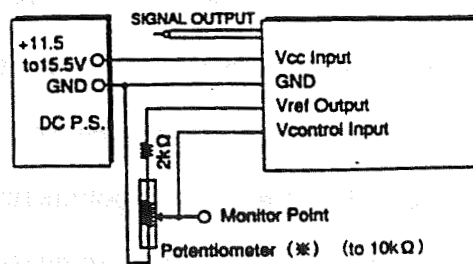 SIGNAL OUTPUT
+11.5
to15.5V
GND
DC P.S.
Vcc Input
GND
Vref Output
Vcontrol Input
2kΩ
Monitor Point
Potentiometer (※) (to 10kΩ)